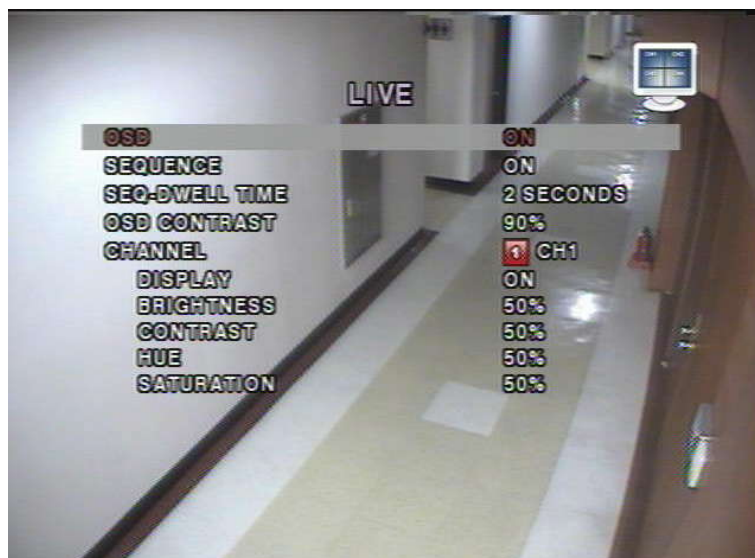 LIVE
OSD ON
SEQUENCE ON
SEQ-DWELL TIME 2 SECONDS
OSD CONTRAST 90%
CHANNEL 1 CH1
DISPLAY ON
BRIGHTNESS 50%
CONTRAST 50%
HUE 50%
SATURATION 50%